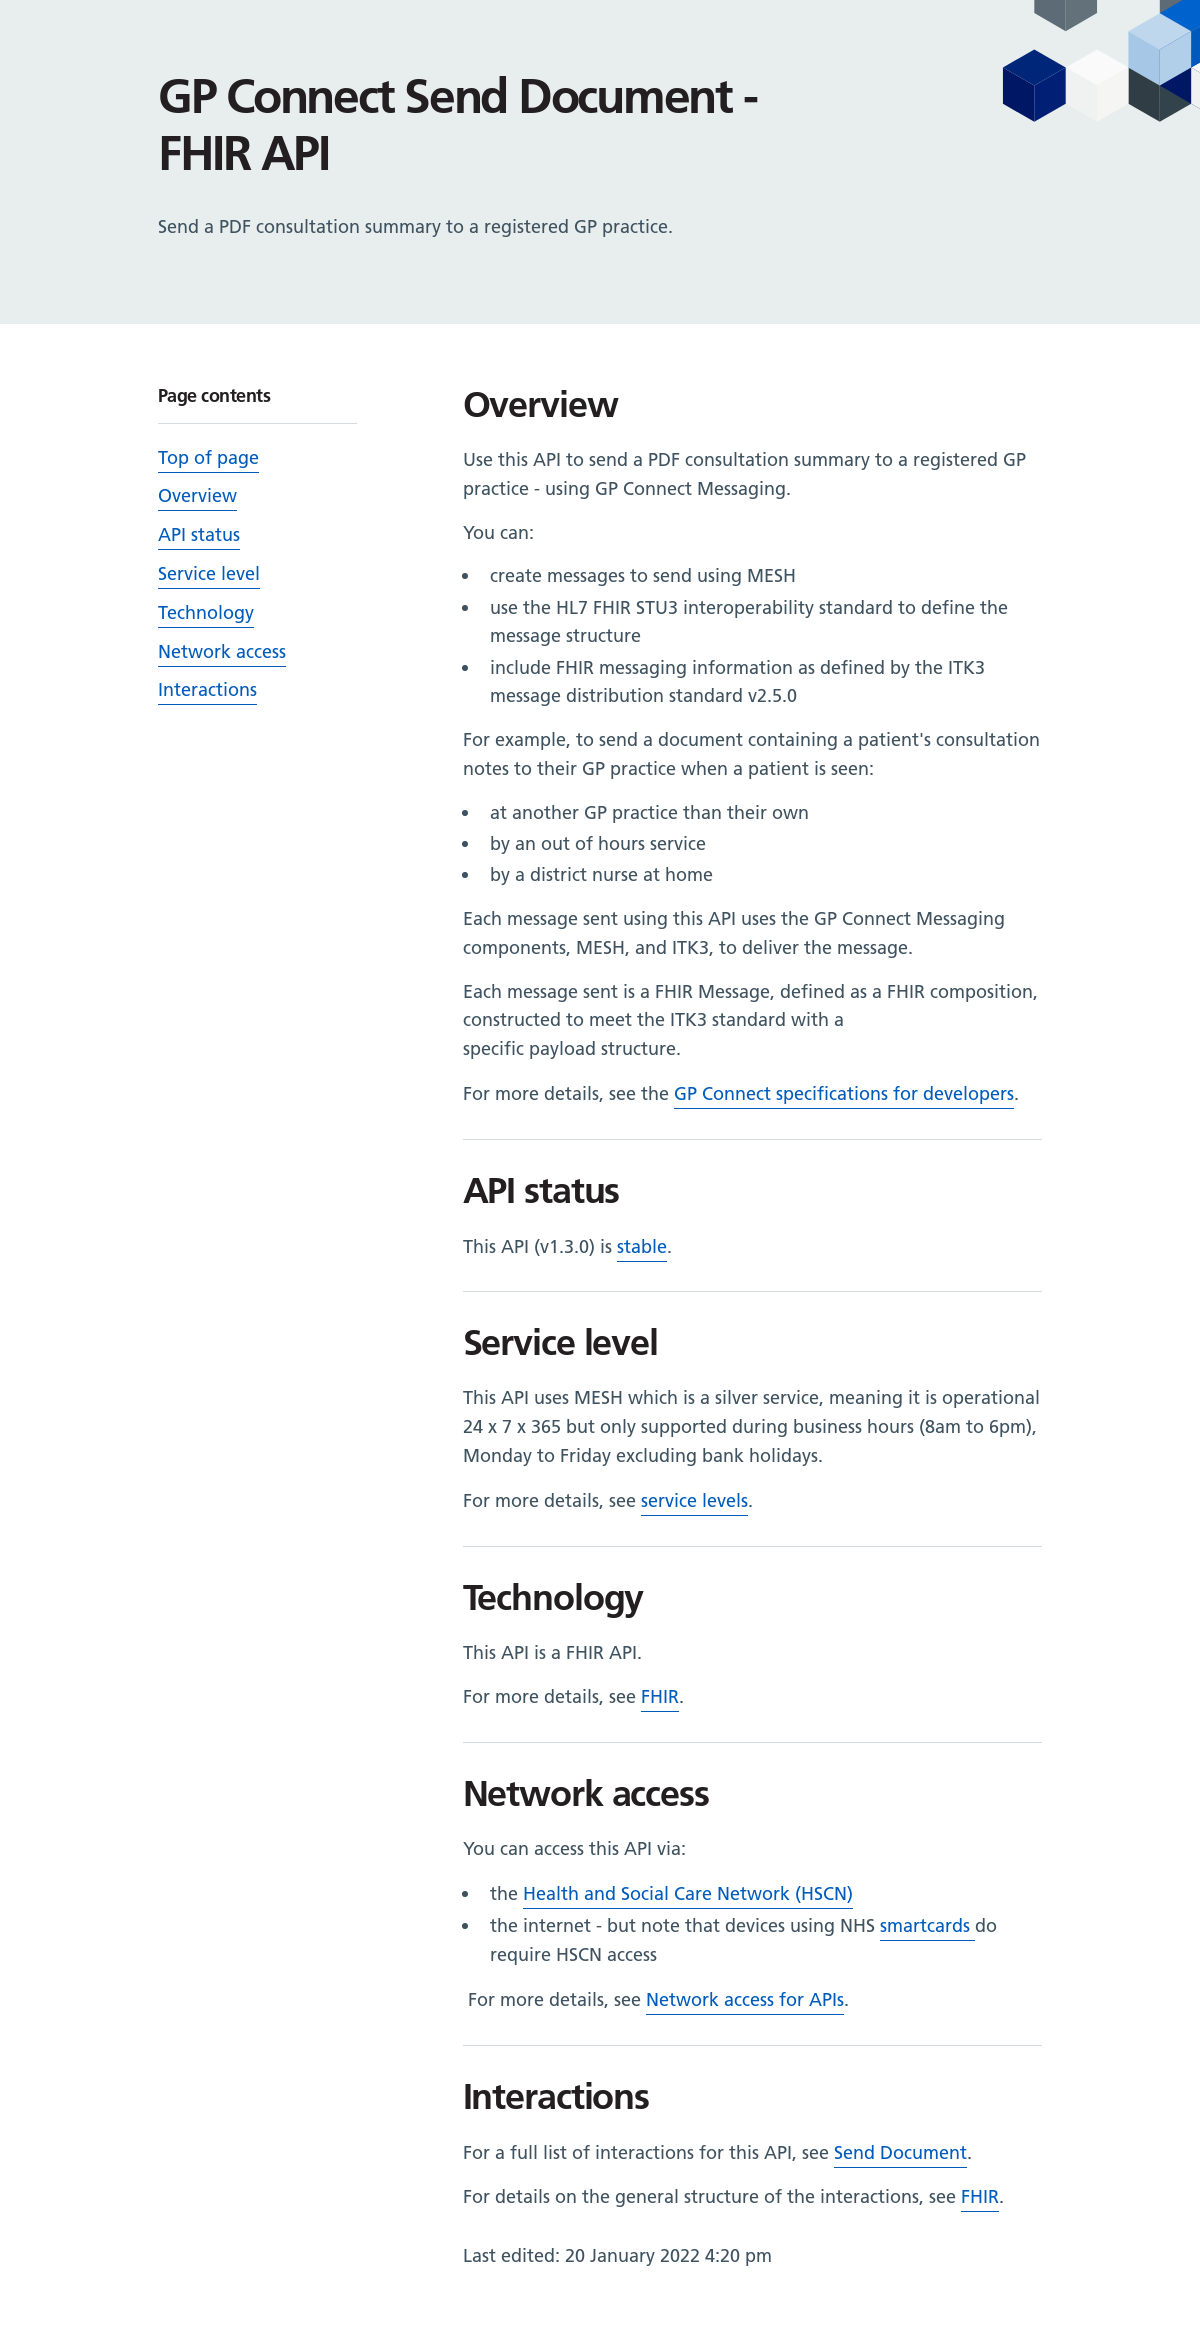 GP Connect Send Document -
FHIR API
Send a PDF consultation summary to a registered GP practice.
Page contents
Top of page
Overview
API status
Service level
Technology
Network access
Interactions
Overview
Use this API to send a PDF consultation summary to a registered GP
practice - using GP Connect Messaging.
You can:
• create messages to send using MESH
• use the HL7 FHIR STU3 interoperability standard to define the
message structure
• include FHIR messaging information as defined by the ITK3
message distribution standard v2.5.0
For example, to send a document containing a patient's consultation
notes to their GP practice when a patient is seen:
• at another GP practice than their own
• by an out of hours service
• by a district nurse at home
Each message sent using this API uses the GP Connect Messaging
components, MESH, and ITK3, to deliver the message.
Each message sent is a FHIR Message, defined as a FHIR composition,
constructed to meet the ITK3 standard with a
specific payload structure.
For more details, see the GP Connect specifications for developers.
API status
This API (v1.3.0) is stable.
Service level
This API uses MESH which is a silver service, meaning it is operational
24 x 7 x 365 but only supported during business hours (8am to 6pm),
Monday to Friday excluding bank holidays.
For more details, see service levels.
Technology
This API is a FHIR API.
For more details, see FHIR.
Network access
You can access this API via:
• the Health and Social Care Network (HSCN)
• the internet - but note that devices using NHS smartcards do
require HSCN access
For more details, see Network access for APIs.
Interactions
For a full list of interactions for this API, see Send Document.
For details on the general structure of the interactions, see FHIR.
Last edited: 20 January 2022 4:20 pm